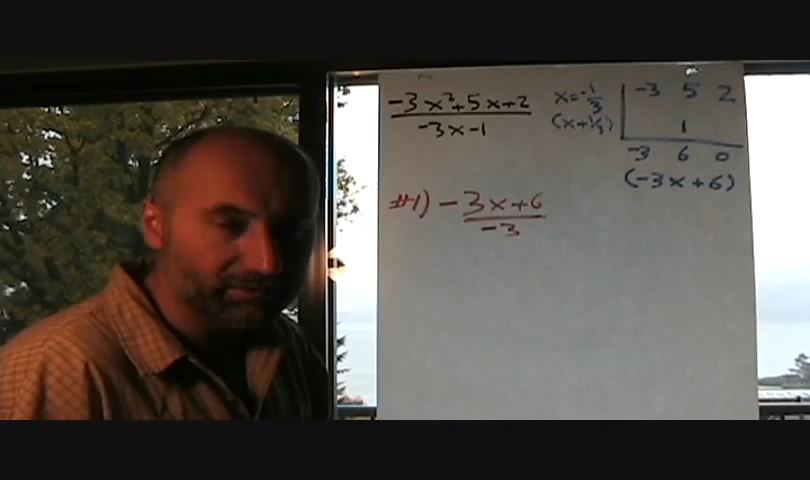 -3x²+5x+2
-3x-1
x=-1/3
(x+1/3)
-3 5 2
1
-3 6 0
(-3x+6)
#1) -3x+6
-3